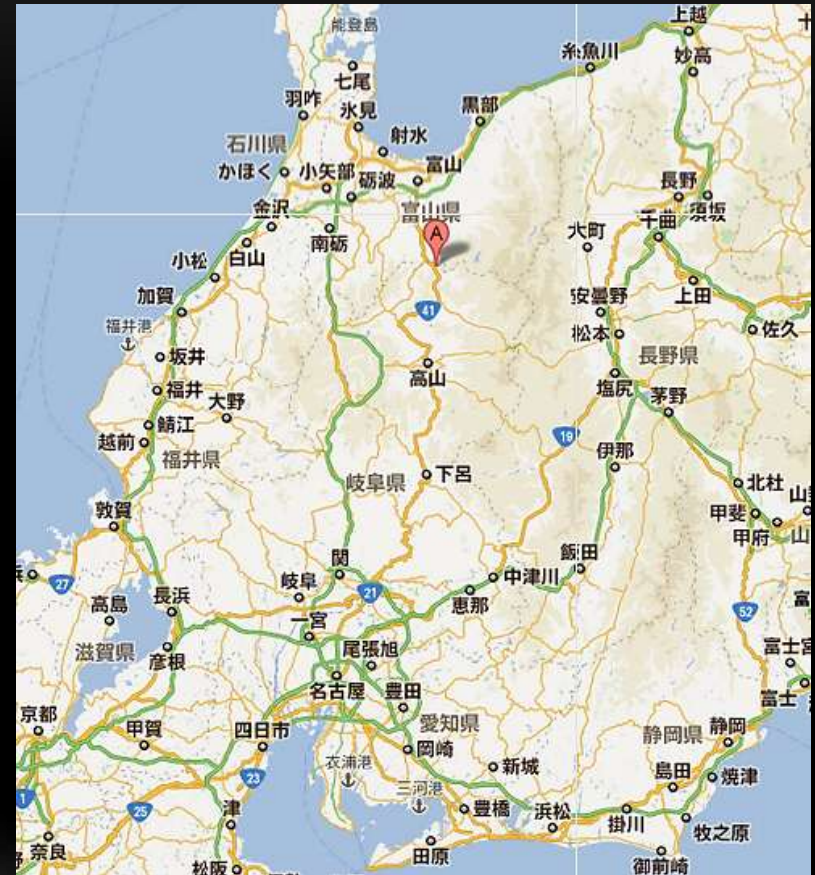 上越
能登島
糸魚川
妙高
七尾
羽咋
氷見
黒部
射水
石川県
富山
かほく
小矢部
砺波
長野
須坂
金沢
富山県
千曲
A
大町
南砺
白山
小松
加賀
安曇野
上田
41
福井港
松本
佐久
坂井
長野県
高山
塩尻
福井
茅野
大野
鯖江
19
越前
伊那
福井県
下呂
岐阜県
北社
敦賀
甲斐
甲府
山
関
飯田
中津川
27
岐阜
21
恵那
長浜
高島
52
一宮
富
滋賀県
尾張旭
彦根
富士宮
名古屋
豊田
富士
京都
愛知県
甲賀
四日市
静岡県
静岡
岡崎
衣浦港
新城
島田
焼津
23
三河港
1
25
豊橋
浜松
掛川
津
牧之原
奈良
田原
松阪
御前崎